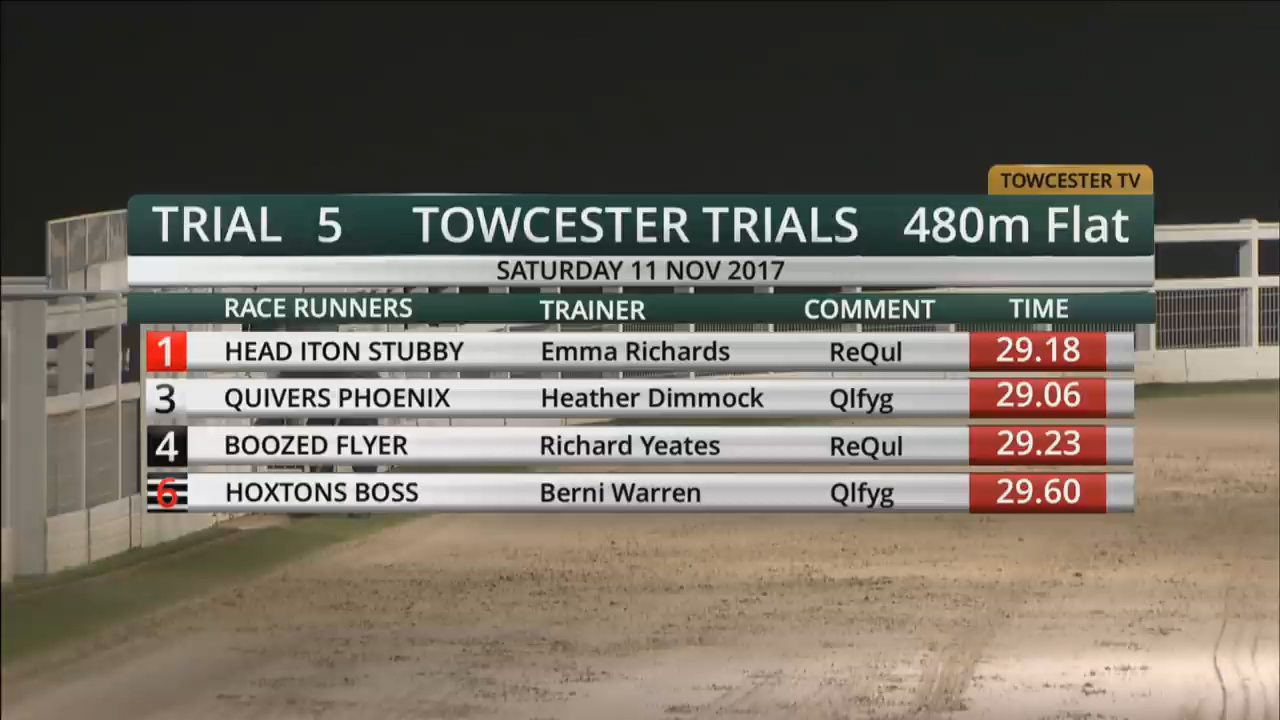 TOWCESTER TV
TRIAL 5 TOWCESTER TRIALS 480m Flat
SATURDAY 11 NOV 2017
RACE RUNNERS TRAINER COMMENT TIME
1 HEAD ITON STUBBY Emma Richards ReQul 29.18
3 QUIVERS PHOENIX Heather Dimmock Qlfyg 29.06
4 BOOZED FLYER Richard Yeates ReQul 29.23
6 HOXTONS BOSS Berni Warren Qlfyg 29.60